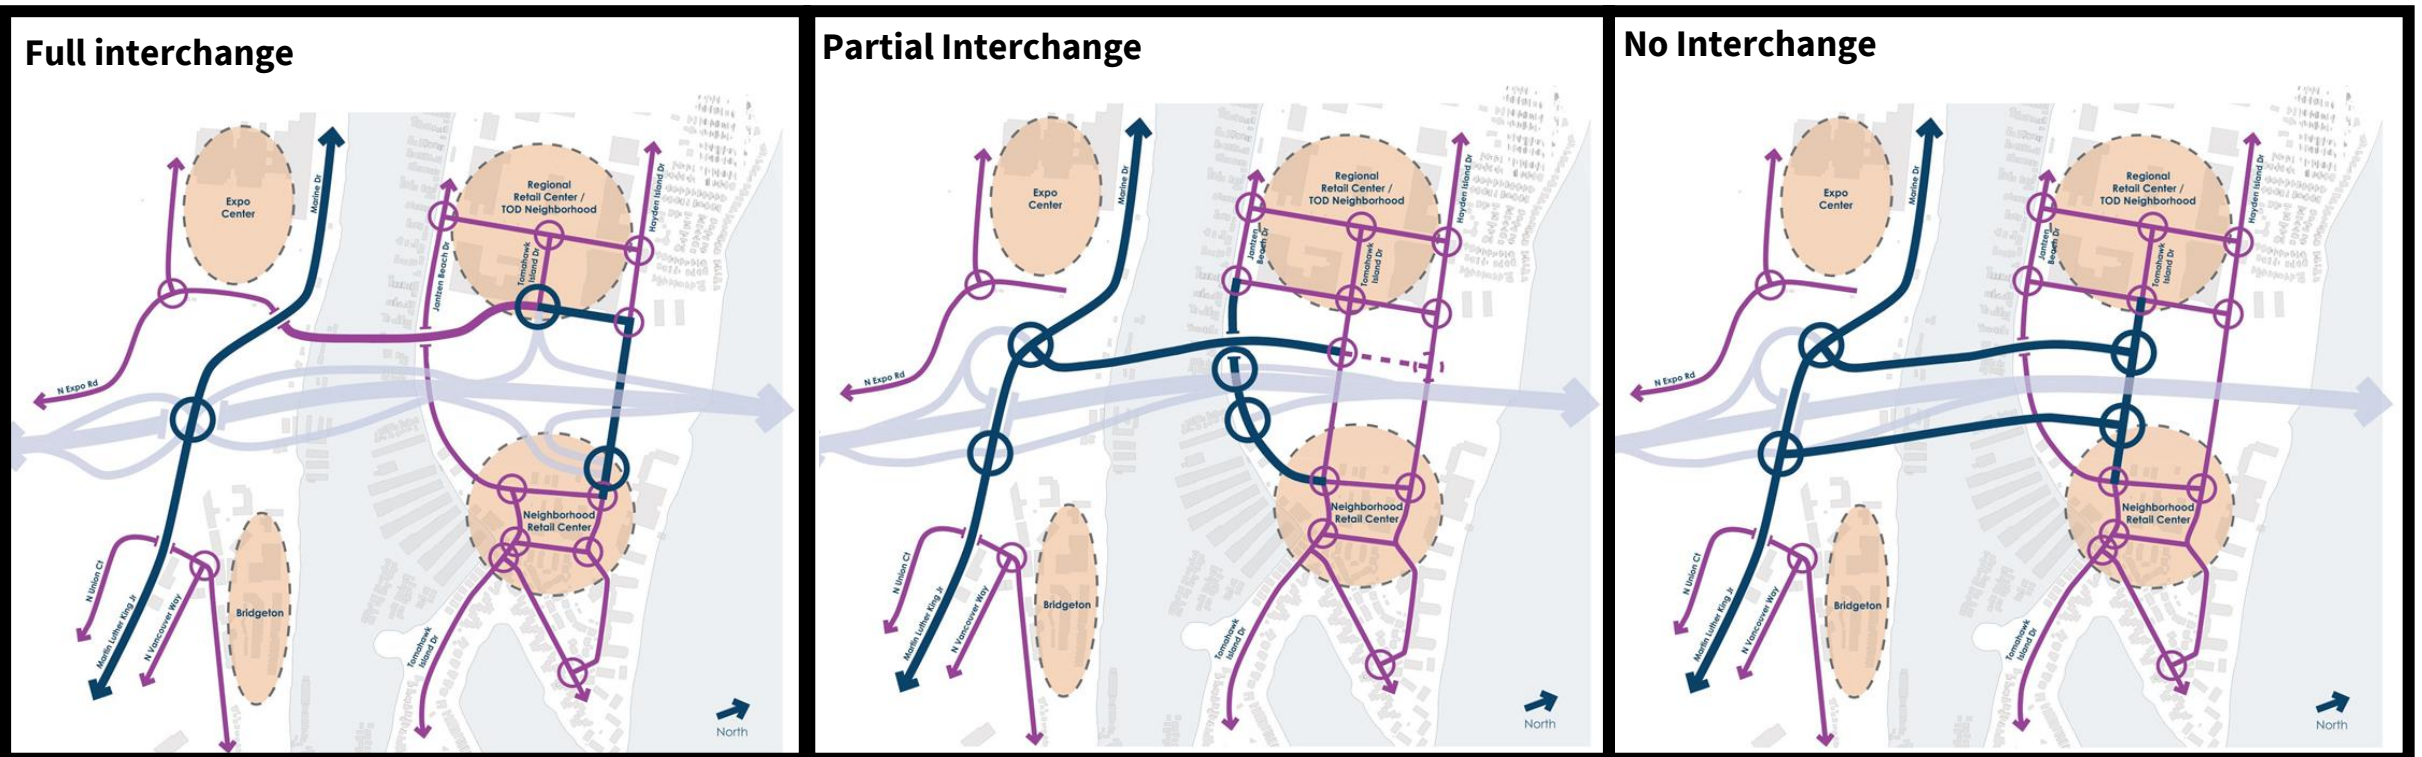 Full interchange
Expo
Center
Marine Dr
Regional
Retail Center /
TOD Neighborhood
Hayden Island Dr
Jantzen Beach Dr
Tomahawk
Island Dr
N Expo Rd
Neighborhood
Retail Center
N Union Ct
Martin Luther King Jr
N Vancouver Way
Bridgeton
Tomahawk
Island Dr
North
Partial Interchange
Expo
Center
Marine Dr
Regional
Retail Center /
TOD Neighborhood
Hayden Island Dr
Jantzen
Beach Dr
Tomahawk
Island Dr
N Expo Rd
Neighborhood
Retail Center
N Union Ct
Martin Luther King Jr
N Vancouver Way
Bridgeton
Tomahawk
Island Dr
North
No Interchange
Expo
Center
Marine Dr
Regional
Retail Center /
TOD Neighborhood
Hayden Island Dr
Jantzen
Beach Dr
Tomahawk
Island Dr
N Expo Rd
Neighborhood
Retail Center
N Union Ct
Martin Luther King Jr
N Vancouver Way
Bridgeton
Tomahawk
Island Dr
North